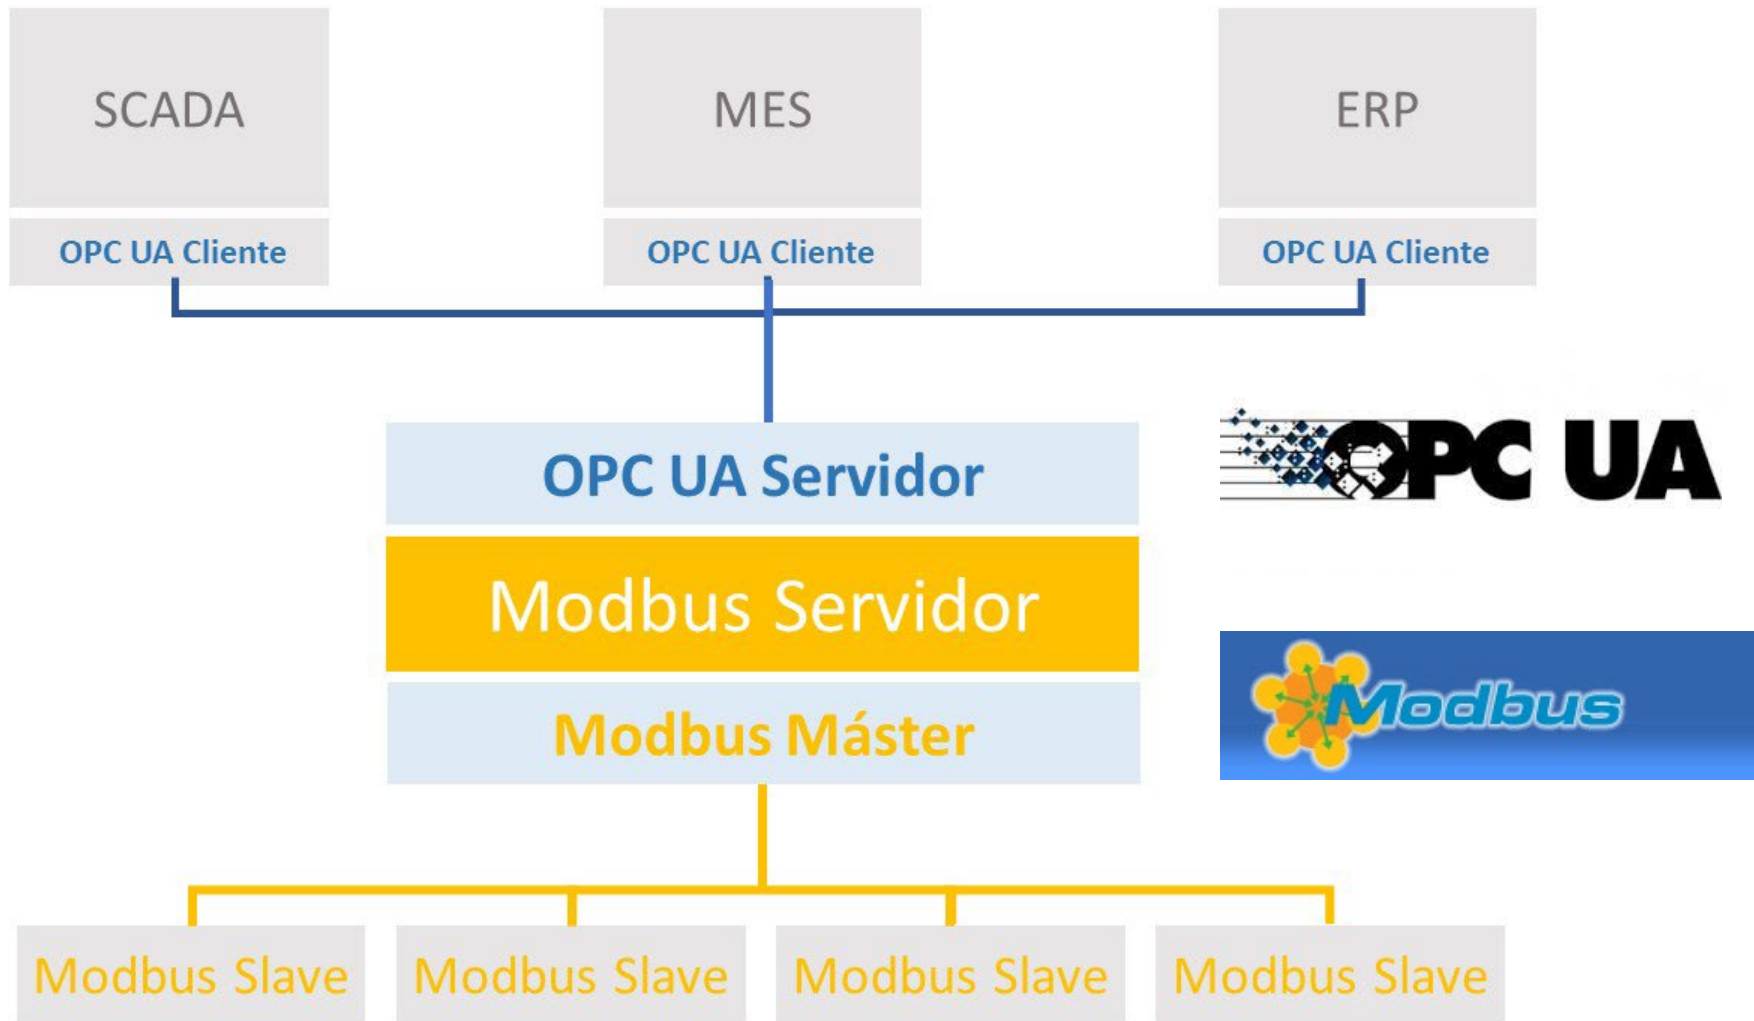 SCADA
MES
ERP
OPC UA Cliente
OPC UA Cliente
OPC UA Cliente
OPC UA Servidor
OPC UA
Modbus Servidor
Modbus
Modbus Máster
Modbus Slave
Modbus Slave
Modbus Slave
Modbus Slave